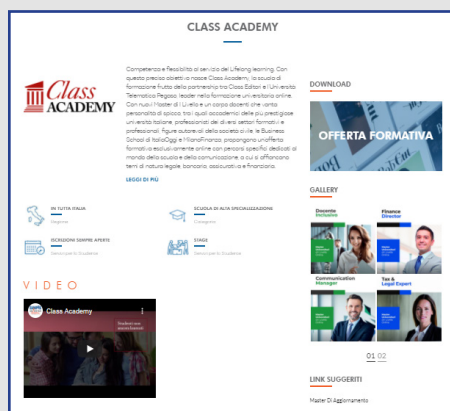 CLASS ACADEMY
Class
ACADEMY
Competenza e flessibilità al servizio del Lifelong learning. Con
questo preciso obiettivo nasce Class Academy, la scuola di
formazione frutto della partnership tra Class Editori e l'Università
Telematica Pegaso, leader nella formazione universitaria online.
Con nuovi Master di I Livello e un corpo docenti che vanta
personalità di spicco, tra i quali accademici delle più prestigiose
università italiane, professionisti dei diversi settori formativi e
professionali, figure autorevoli della società civile, le Business
School di ItaliaOggi e MilanoFinanza, propongono un'offerta
formativa esclusivamente online con percorsi specifici dedicati al
mondo della scuola e della comunicazione, a cui si affiancano
temi di natura legale, bancaria, assicurativa e finanziaria.
LEGGI DI PIÙ
IN TUTTA ITALIA
SCUOLA DI ALTA SPECIALIZZAZIONE
Categoria
ISCRIZIONI SEMPRE APERTE
STAGE
VIDEO
Class Academy
DOWNLOAD
OFFERTA FORMATIVA
GALLERY
Docente
Inclusivo
Finance
Director
Communication
Manager
Tax &
Legal Expert
01 02
LINK SUGGERITI
Master Di Aggiornamento